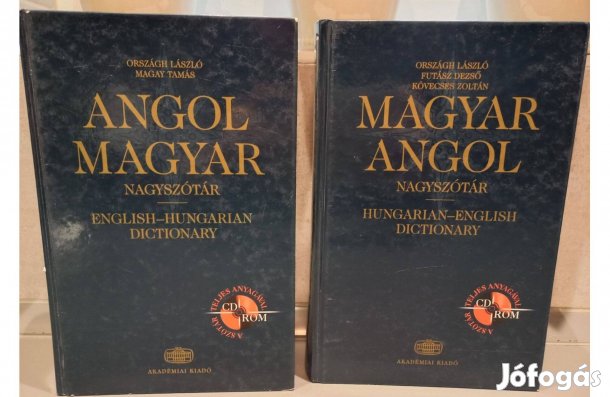 ORSZÁGH LÁSZLÓ
MAGAY TAMÁS
ANGOL
MAGYAR
NAGYSZÓTÁR
ENGLISH–HUNGARIAN
DICTIONARY
A SZÓTÁR TELJES ANYAGÁVAL
CD
ROM
AKADÉMIAI KIADÓ
ORSZÁGH LÁSZLÓ
FUTÁSZ DEZSŐ
KÖVECSES ZOLTÁN
MAGYAR
ANGOL
NAGYSZÓTÁR
HUNGARIAN–ENGLISH
DICTIONARY
A SZÓTÁR TELJES ANYAGÁVAL
CD
ROM
AKADÉMIAI KIADÓ
Jófogás